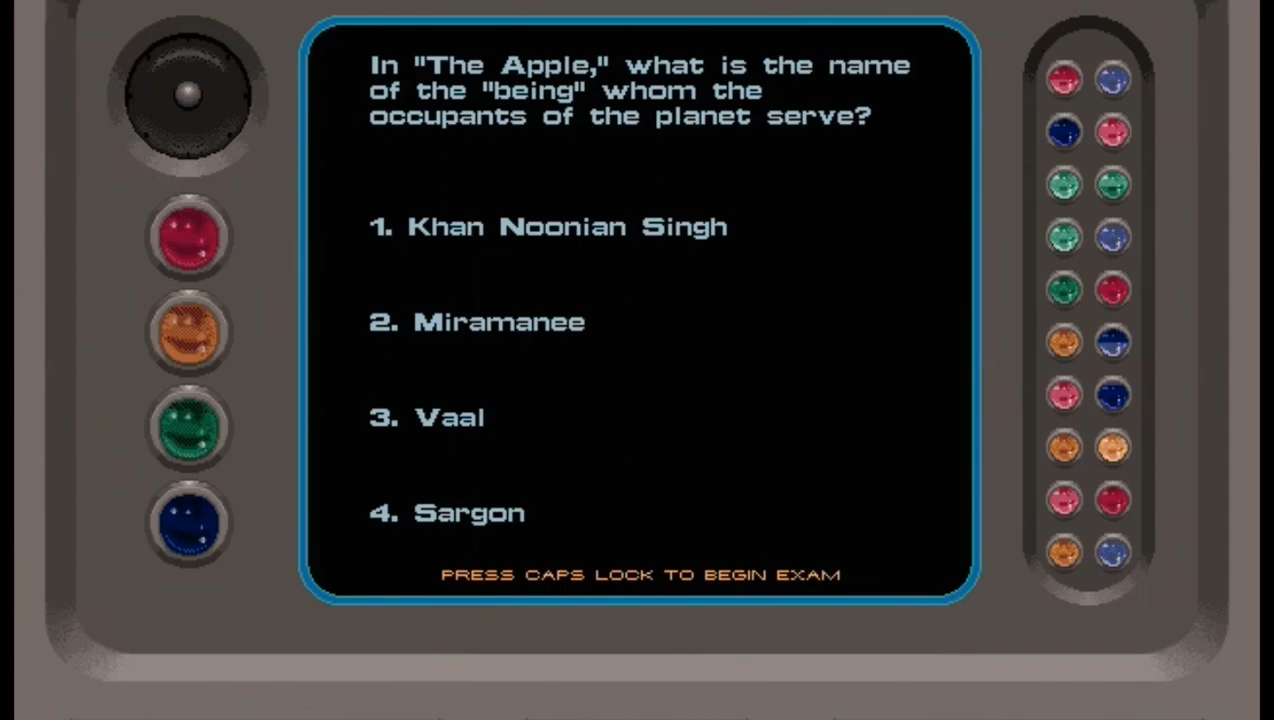 In "The Apple," what is the name
of the "being" whom the
occupants of the planet serve?
1. Khan Noonian Singh
2. Miramanee
3. Vaal
4. Sargon
PRESS CAPS LOCK TO BEGIN EXAM